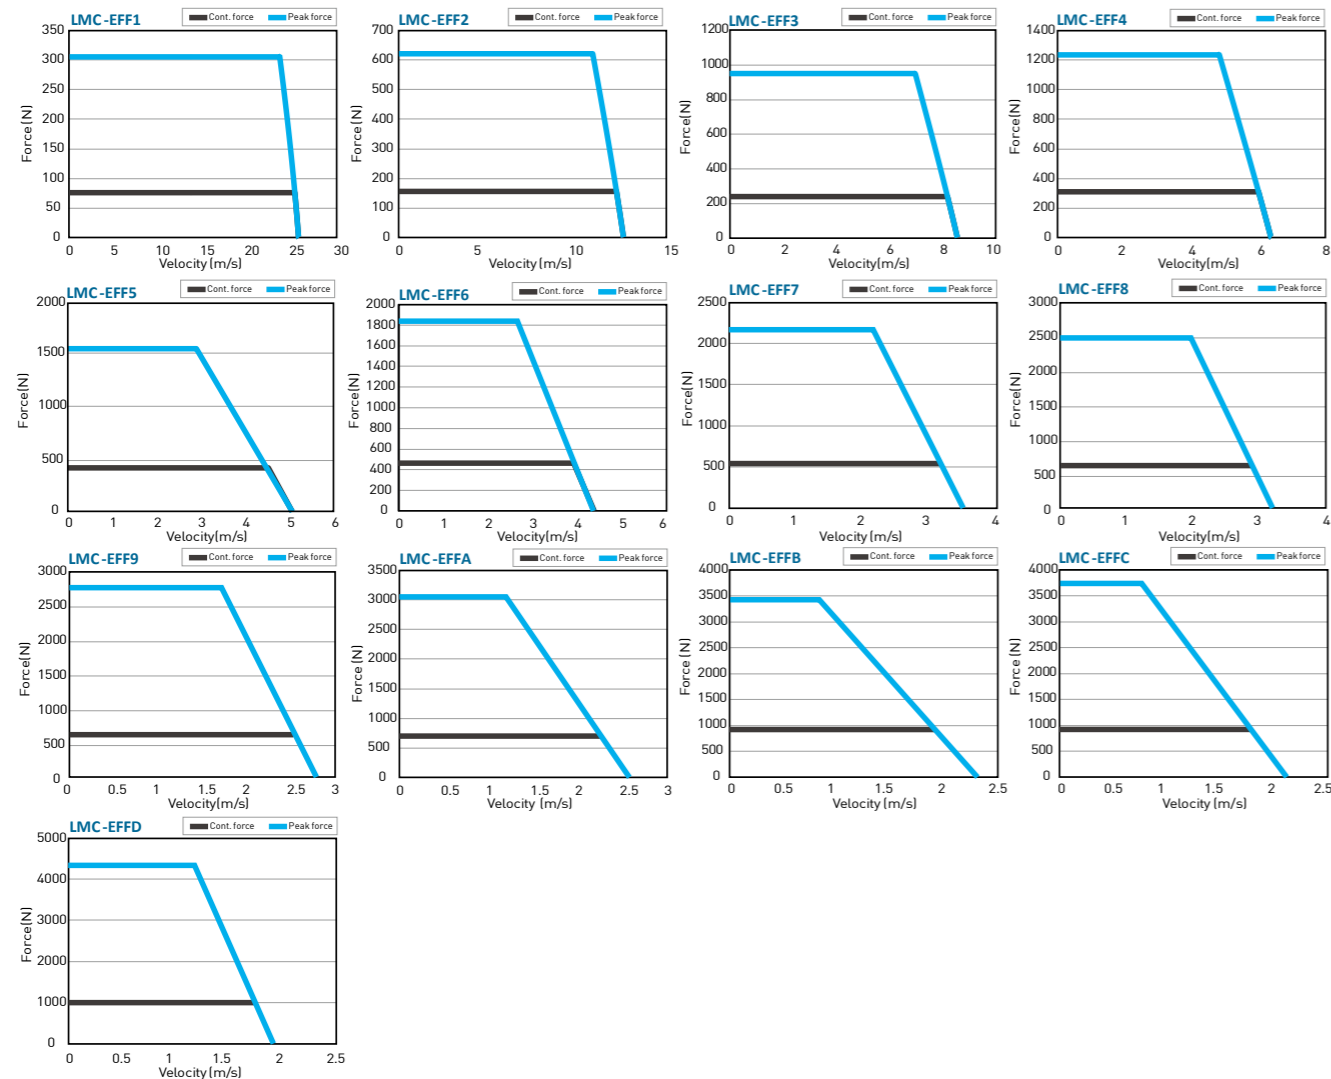 LMC-EFF1
Cont. force Peak force
Force(N)
350
300
250
200
150
100
50
0
0 5 10 15 20 25 30
Velocity(m/s)
LMC-EFF2
Cont. force Peak force
Force(N)
700
600
500
400
300
200
100
0
0 5 10 15
Velocity(m/s)
LMC-EFF3
Cont. force Peak force
Force(N)
1200
1000
800
600
400
200
0
0 2 4 6 8 10
Velocity(m/s)
LMC-EFF4
Cont. force Peak force
Force(N)
1400
1200
1000
800
600
400
200
0
0 2 4 6 8
Velocity(m/s)
LMC-EFF5
Cont. force Peak force
Force(N)
2000
1500
1000
500
0
0 1 2 3 4 5 6
Velocity(m/s)
LMC-EFF6
Cont. force Peak force
Force(N)
2000
1800
1600
1400
1200
1000
800
600
400
200
0
0 1 2 3 4 5 6
Velocity(m/s)
LMC-EFF7
Cont. force Peak force
Force(N)
2500
2000
1500
1000
500
0
0 1 2 3 4
Velocity(m/s)
LMC-EFF8
Cont. force Peak force
Force(N)
3000
2500
2000
1500
1000
500
0
0 1 2 3 4
Velocity(m/s)
LMC-EFF9
Cont. force Peak force
Force(N)
3000
2500
2000
1500
1000
500
0
0 0.5 1 1.5 2 2.5 3
Velocity(m/s)
LMC-EFFA
Cont. force Peak force
Force (N)
3500
3000
2500
2000
1500
1000
500
0
0 0.5 1 1.5 2 2.5 3
Velocity (m/s)
LMC-EFFB
Cont. force Peak force
Force (N)
4000
3500
3000
2500
2000
1500
1000
500
0
0 0.5 1 1.5 2 2.5
Velocity (m/s)
LMC-EFFC
Cont. force Peak force
Force (N)
4000
3500
3000
2500
2000
1500
1000
500
0
0 0.5 1 1.5 2 2.5
Velocity (m/s)
LMC-EFFD
Cont. force Peak force
Force(N)
5000
4000
3000
2000
1000
0
0 0.5 1 1.5 2 2.5
Velocity (m/s)